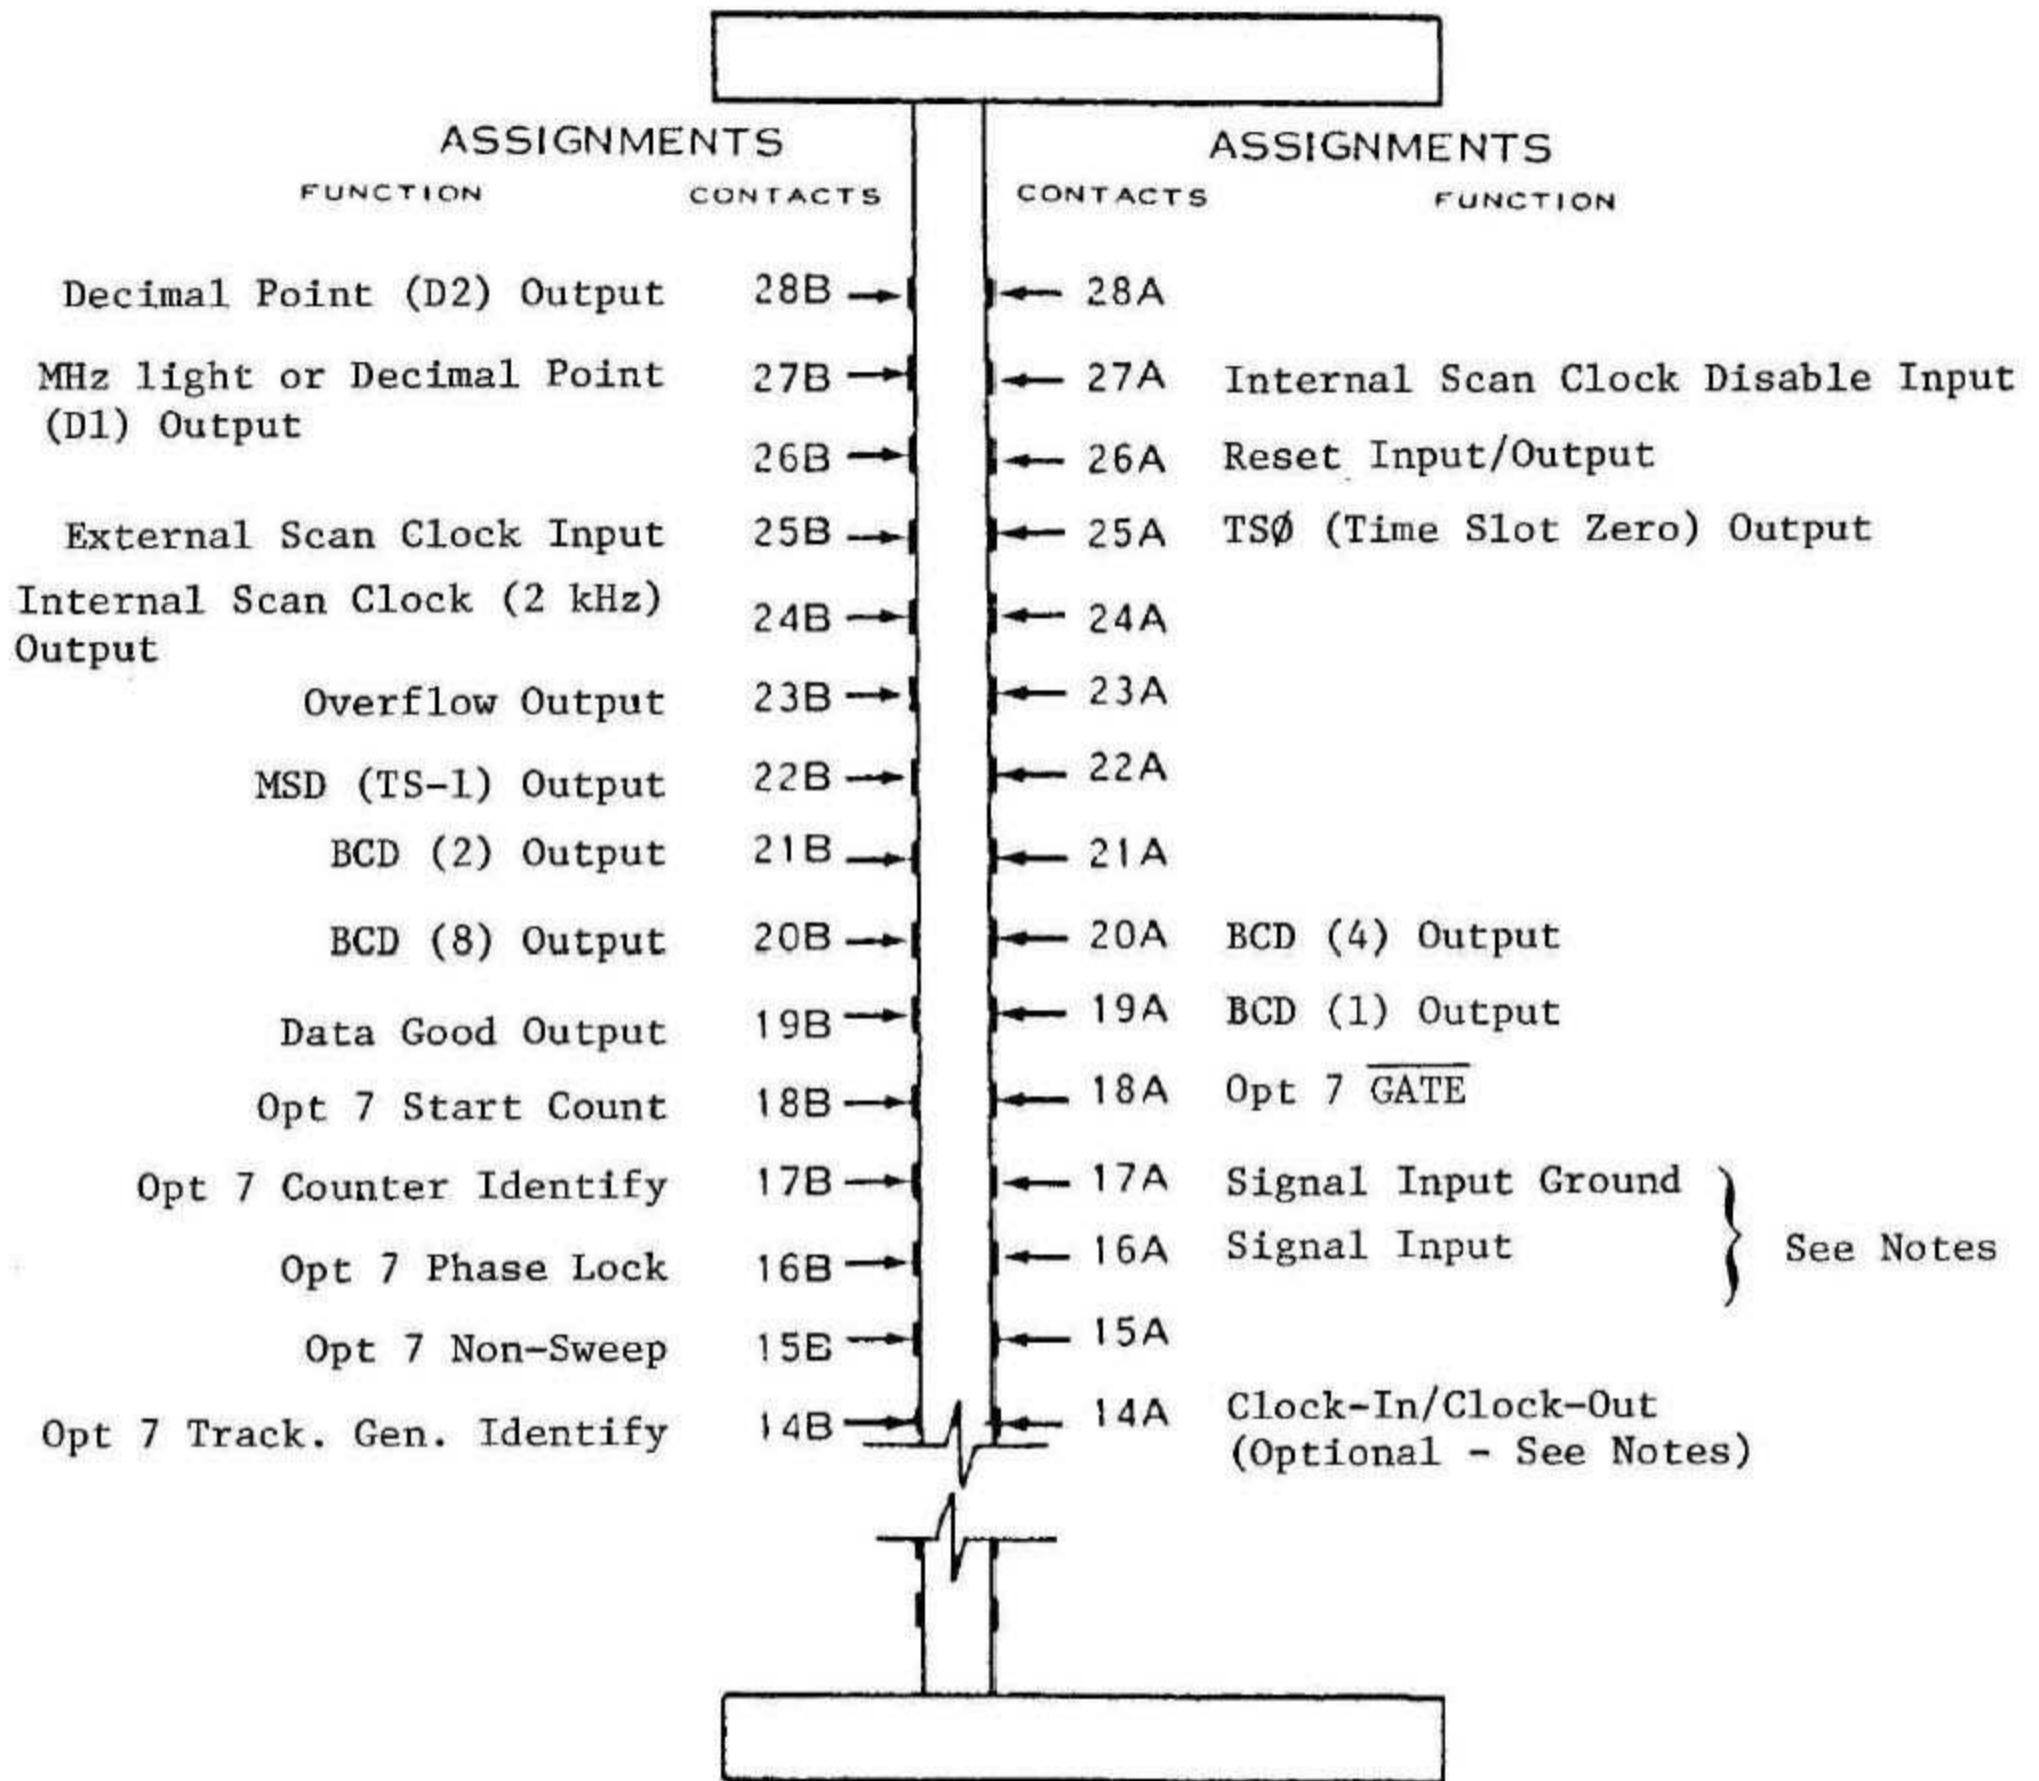 ASSIGNMENTS ASSIGNMENTS
FUNCTION CONTACTS CONTACTS FUNCTION
Decimal Point (D2) Output 28B 28A
MHz light or Decimal Point 27B 27A Internal Scan Clock Disable Input
(D1) Output
26B 26A Reset Input/Output
External Scan Clock Input 25B 25A TSØ (Time Slot Zero) Output
Internal Scan Clock (2 kHz) 24B 24A
Output
Overflow Output 23B 23A
MSD (TS-1) Output 22B 22A
BCD (2) Output 21B 21A
BCD (8) Output 20B 20A BCD (4) Output
Data Good Output 19B 19A BCD (1) Output
Opt 7 Start Count 18B 18A Opt 7 GATE
Opt 7 Counter Identify 17B 17A Signal Input Ground
Opt 7 Phase Lock 16B 16A Signal Input See Notes
Opt 7 Non-Sweep 15B 15A
Opt 7 Track. Gen. Identify 14B 14A Clock-In/Clock-Out
(Optional - See Notes)